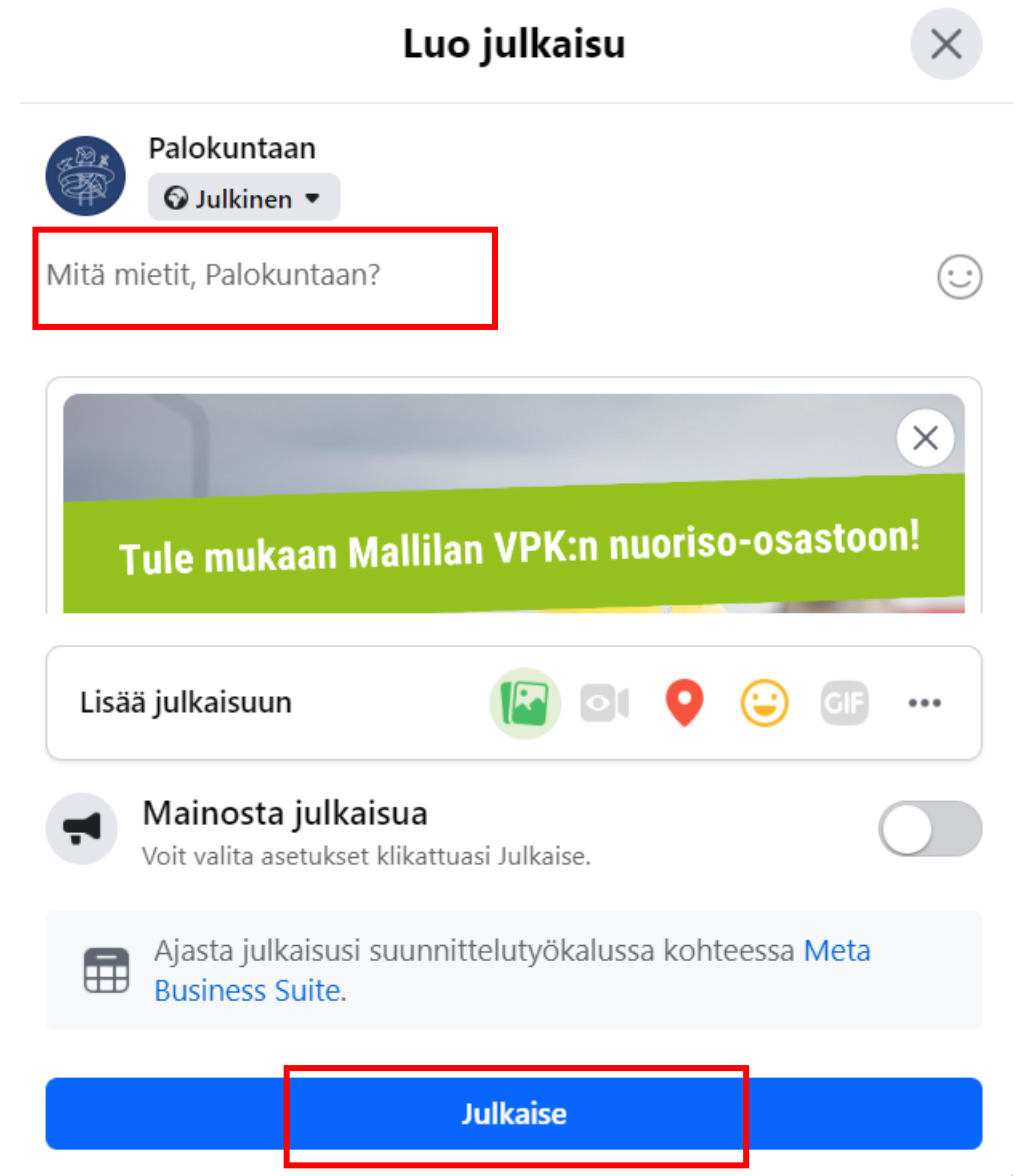 Luo julkaisu
Palokuntaan
Julkinen
Mitä mietit, Palokuntaan?
Tule mukaan Mallilan VPK:n nuoriso-osastoon!
Lisää julkaisuun
GIF
Mainosta julkaisua
Voit valita asetukset klikattuasi Julkaise.
Ajasta julkaisusi suunnittelutyökalussa kohteessa Meta
Business Suite.
Julkaise